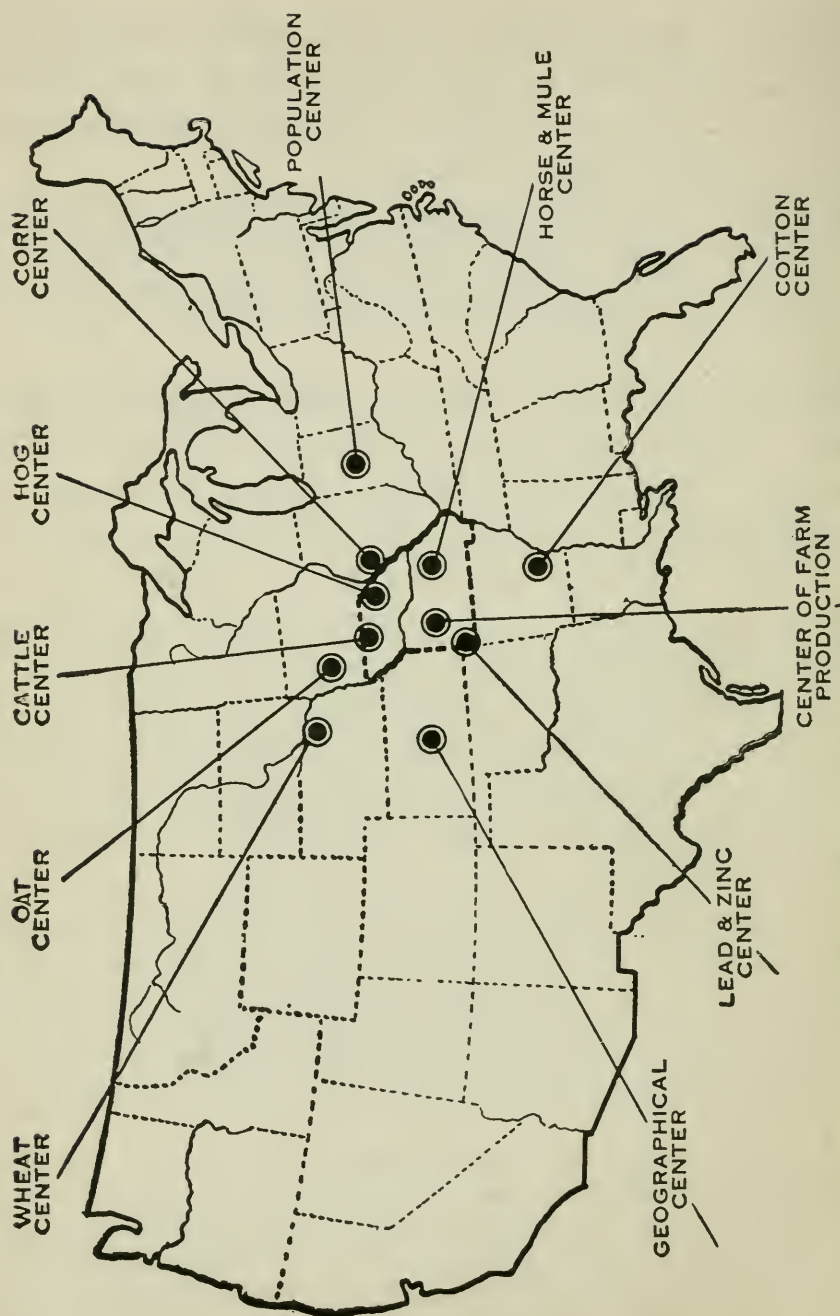 WHEAT
CENTER
OAT
CENTER
CATTLE
CENTER
HOG
CENTER
CORN
CENTER
POPULATION
CENTER
HORSE & MULE
CENTER
COTTON
CENTER
CENTER OF FARM
PRODUCTION
LEAD & ZINC
CENTER
GEOGRAPHICAL
CENTER